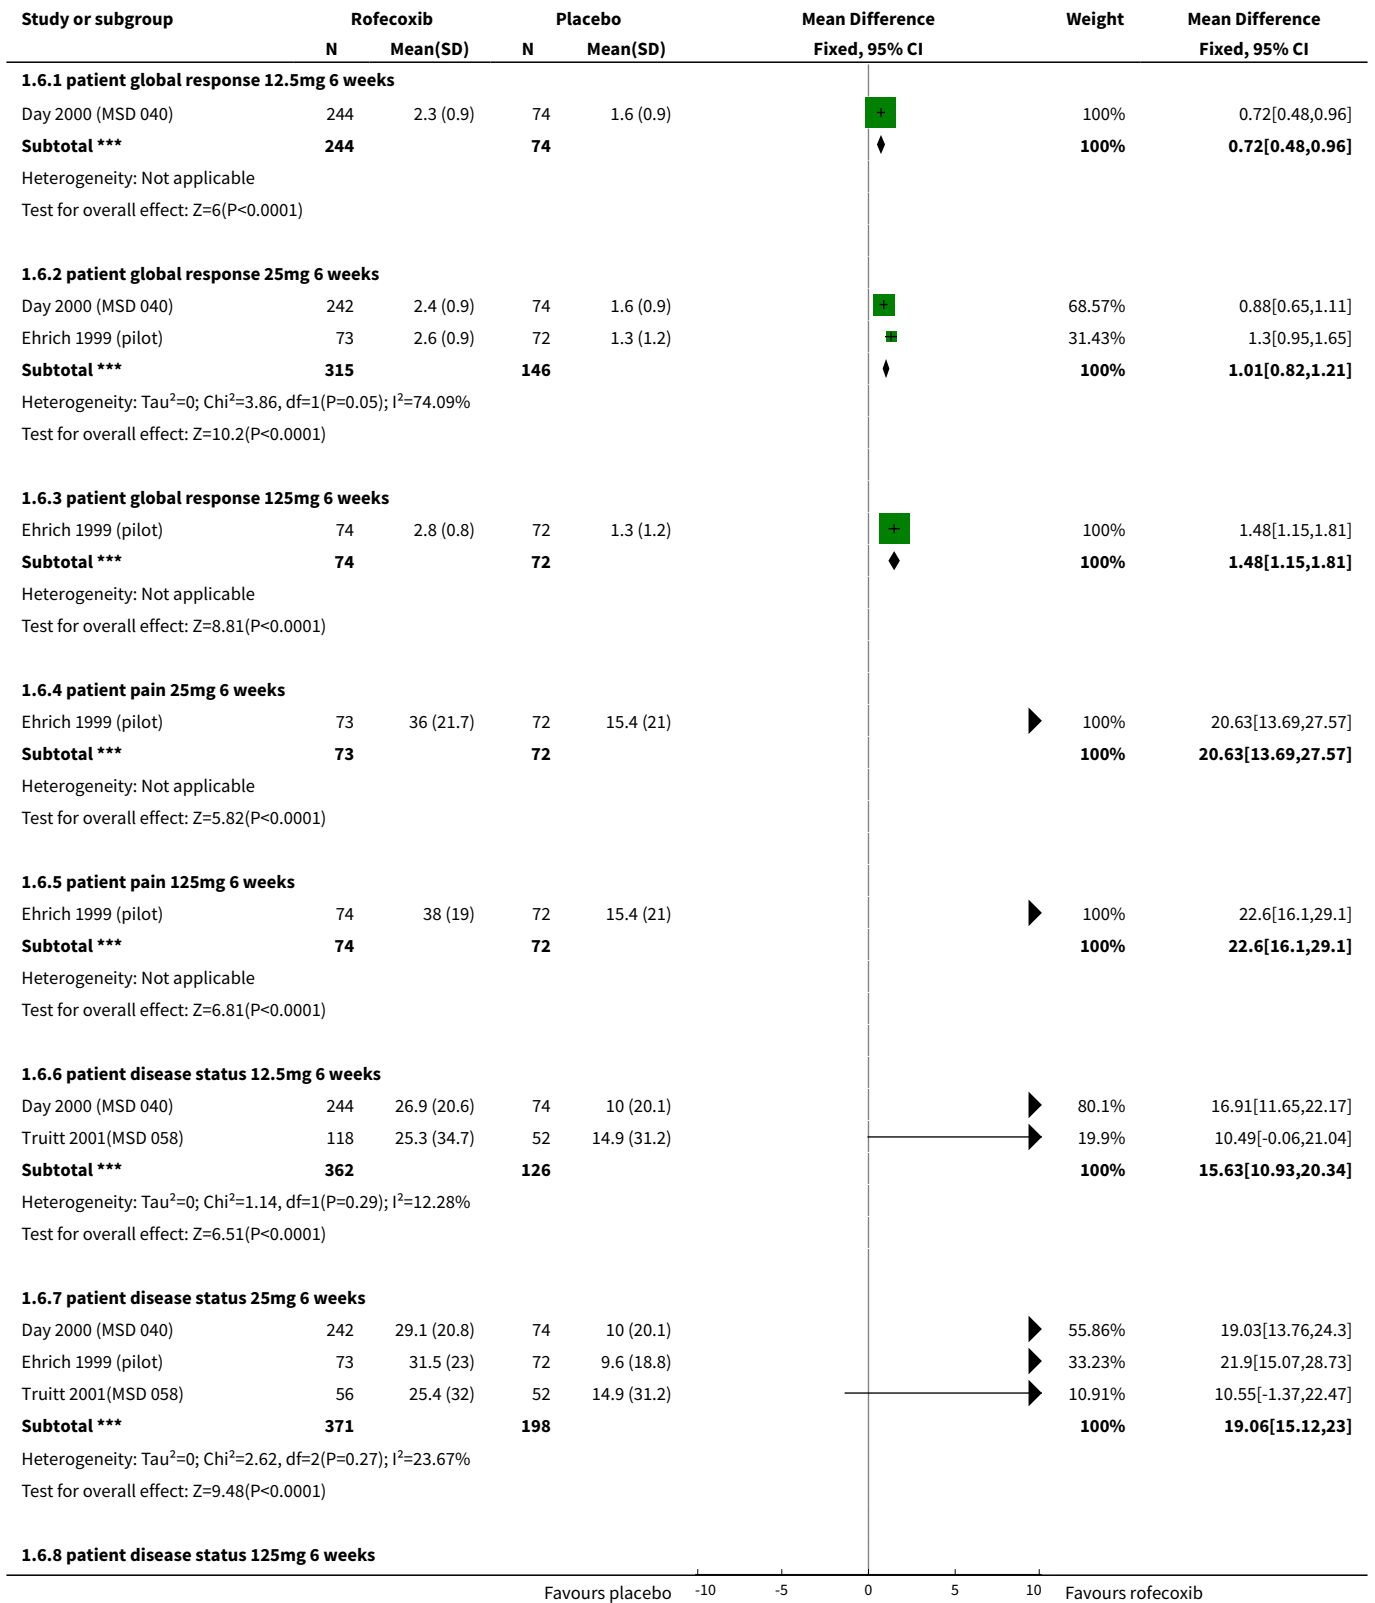 Study or subgroup Rofecoxib Placebo Mean Difference Weight Mean Difference
N Mean(SD) N Mean(SD) Fixed, 95% CI Fixed, 95% CI
1.6.1 patient global response 12.5mg 6 weeks
Day 2000 (MSD 040) 244 2.3 (0.9) 74 1.6 (0.9) 100% 0.72[0.48,0.96]
Subtotal *** 244 74 100% 0.72[0.48,0.96]
Heterogeneity: Not applicable
Test for overall effect: Z=6(P<0.0001)
1.6.2 patient global response 25mg 6 weeks
Day 2000 (MSD 040) 242 2.4 (0.9) 74 1.6 (0.9) 68.57% 0.88[0.65,1.11]
Ehrich 1999 (pilot) 73 2.6 (0.9) 72 1.3 (1.2) 31.43% 1.3[0.95,1.65]
Subtotal *** 315 146 100% 1.01[0.82,1.21]
Heterogeneity: Tau²=0; Chi²=3.86, df=1(P=0.05); I²=74.09%
Test for overall effect: Z=10.2(P<0.0001)
1.6.3 patient global response 125mg 6 weeks
Ehrich 1999 (pilot) 74 2.8 (0.8) 72 1.3 (1.2) 100% 1.48[1.15,1.81]
Subtotal *** 74 72 100% 1.48[1.15,1.81]
Heterogeneity: Not applicable
Test for overall effect: Z=8.81(P<0.0001)
1.6.4 patient pain 25mg 6 weeks
Ehrich 1999 (pilot) 73 36 (21.7) 72 15.4 (21) 100% 20.63[13.69,27.57]
Subtotal *** 73 72 100% 20.63[13.69,27.57]
Heterogeneity: Not applicable
Test for overall effect: Z=5.82(P<0.0001)
1.6.5 patient pain 125mg 6 weeks
Ehrich 1999 (pilot) 74 38 (19) 72 15.4 (21) 100% 22.6[16.1,29.1]
Subtotal *** 74 72 100% 22.6[16.1,29.1]
Heterogeneity: Not applicable
Test for overall effect: Z=6.81(P<0.0001)
1.6.6 patient disease status 12.5mg 6 weeks
Day 2000 (MSD 040) 244 26.9 (20.6) 74 10 (20.1) 80.1% 16.91[11.65,22.17]
Truitt 2001(MSD 058) 118 25.3 (34.7) 52 14.9 (31.2) 19.9% 10.49[-0.06,21.04]
Subtotal *** 362 126 100% 15.63[10.93,20.34]
Heterogeneity: Tau²=0; Chi²=1.14, df=1(P=0.29); I²=12.28%
Test for overall effect: Z=6.51(P<0.0001)
1.6.7 patient disease status 25mg 6 weeks
Day 2000 (MSD 040) 242 29.1 (20.8) 74 10 (20.1) 55.86% 19.03[13.76,24.3]
Ehrich 1999 (pilot) 73 31.5 (23) 72 9.6 (18.8) 33.23% 21.9[15.07,28.73]
Truitt 2001(MSD 058) 56 25.4 (32) 52 14.9 (31.2) 10.91% 10.55[-1.37,22.47]
Subtotal *** 371 198 100% 19.06[15.12,23]
Heterogeneity: Tau²=0; Chi²=2.62, df=2(P=0.27); I²=23.67%
Test for overall effect: Z=9.48(P<0.0001)
1.6.8 patient disease status 125mg 6 weeks
Favours placebo -10 -5 0 5 10 Favours rofecoxib